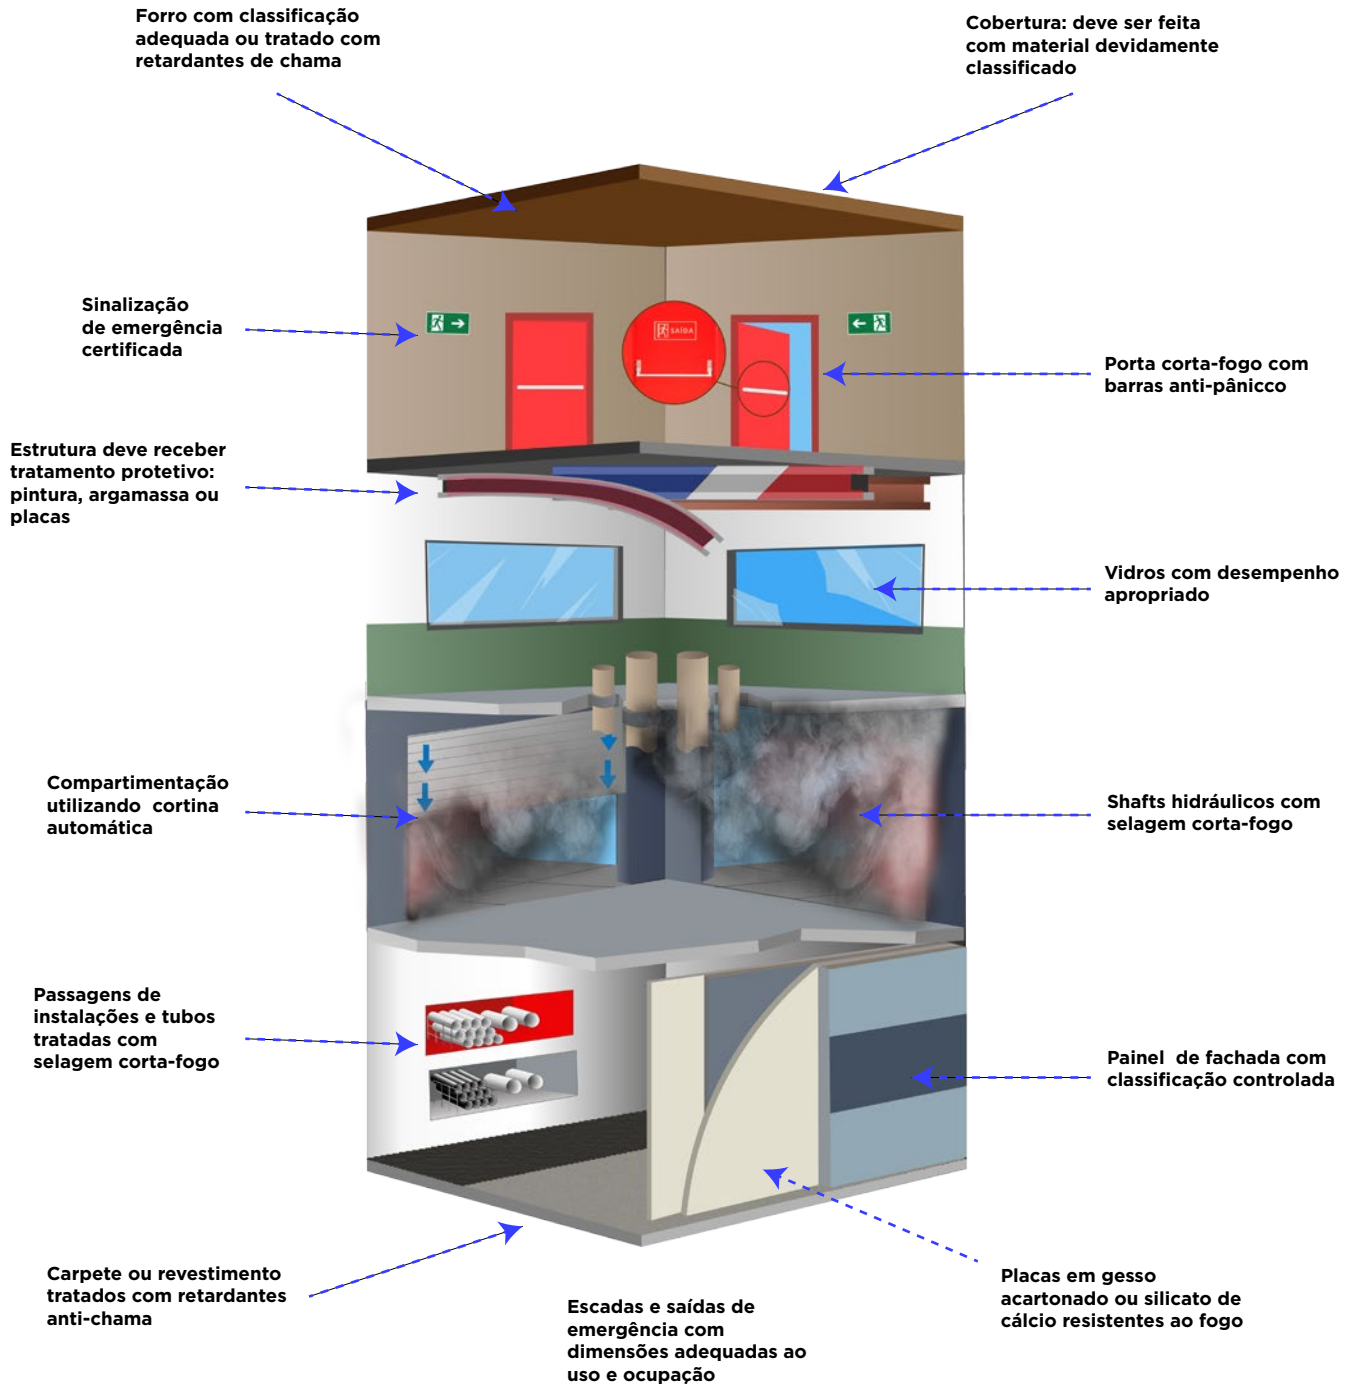 Forro com classificação
adequada ou tratado com
retardantes de chama
Cobertura: deve ser feita
com material devidamente
classificado
Sinalização
de emergência
certificada
SAÍDA
Porta corta-fogo com
barras anti-pânicco
Estrutura deve receber
tratamento protetivo:
pintura, argamassa ou
placas
Vidros com desempenho
apropriado
Compartimentação
utilizando cortina
automática
Shafts hidráulicos com
selagem corta-fogo
Passagens de
instalações e tubos
tratadas com
selagem corta-fogo
Painel de fachada com
classificação controlada
Carpete ou revestimento
tratados com retardantes
anti-chama
Escadas e saídas de
emergência com
dimensões adequadas ao
uso e ocupação
Placas em gesso
acartonado ou silicato de
cálcio resistentes ao fogo